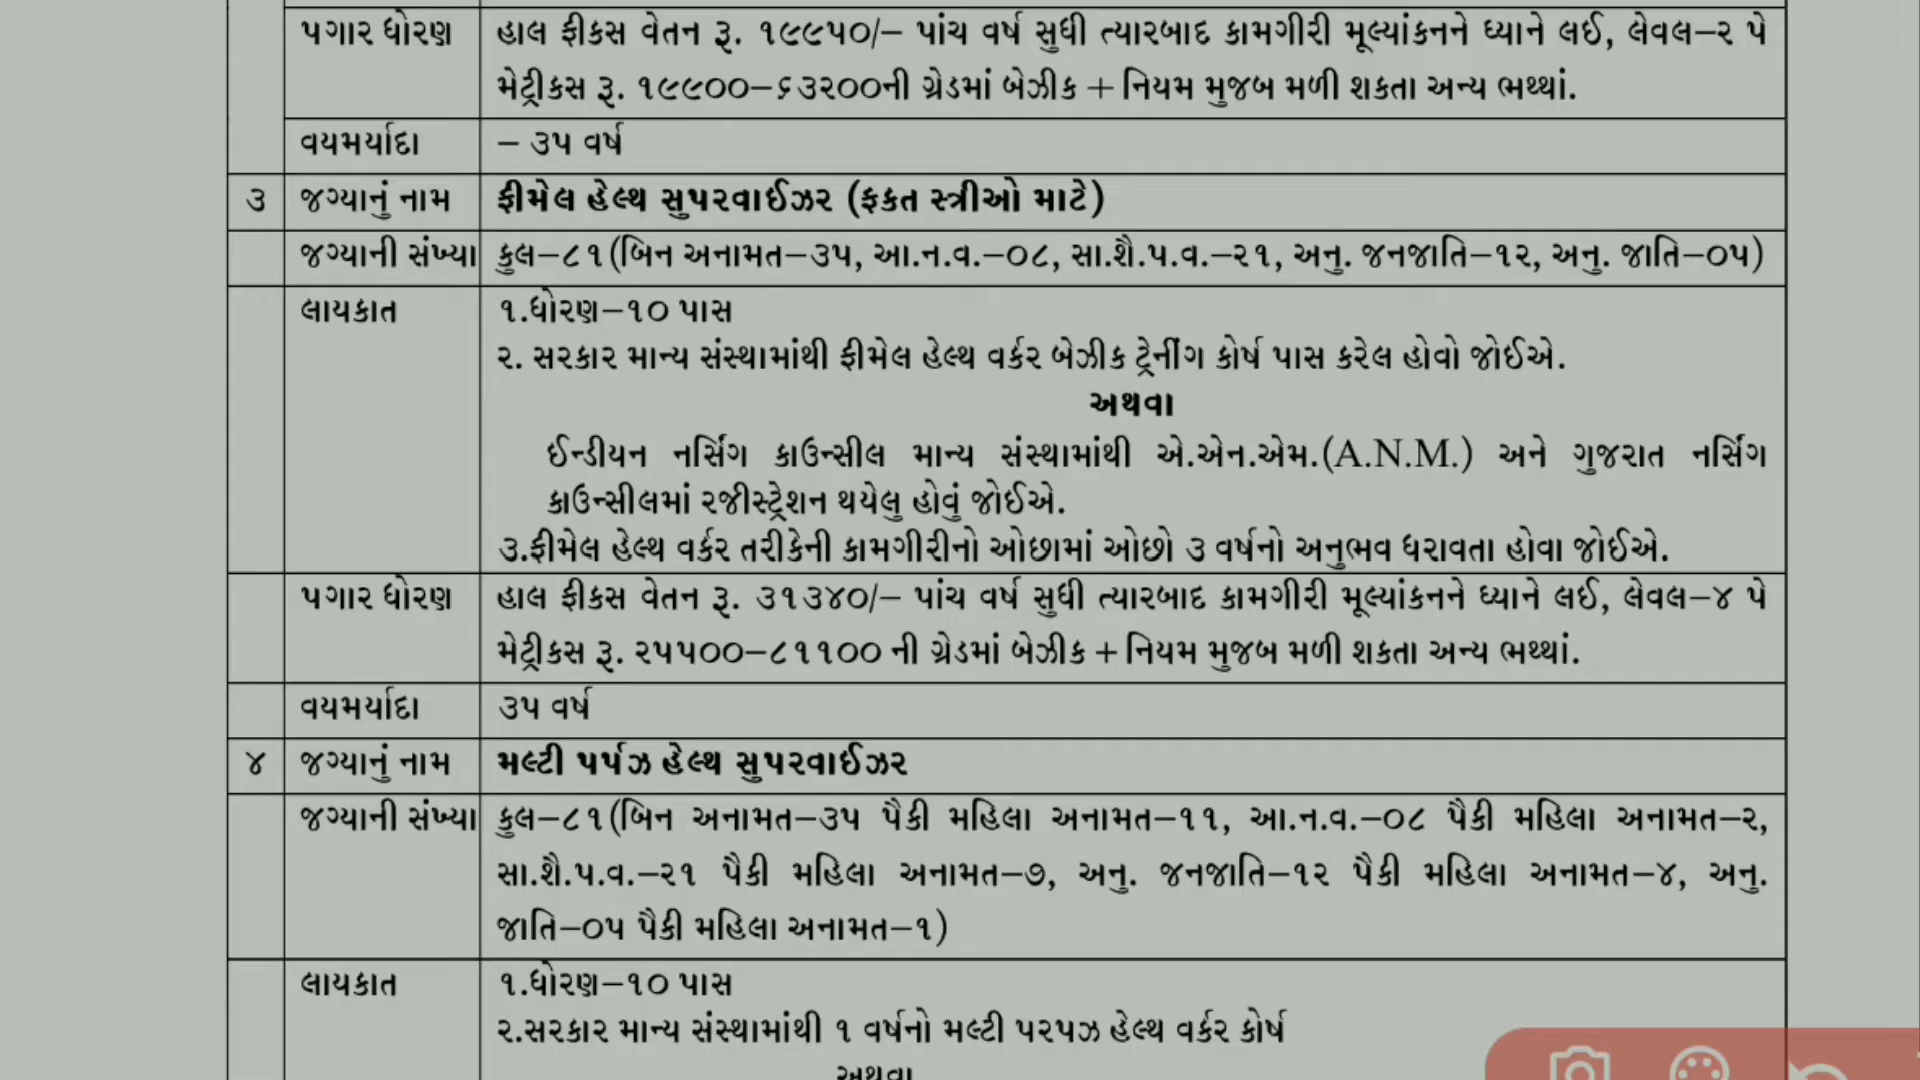 પગાર ધોરણ હાલ ફીકસ વેતન રૂ. ૧૯૯૫૦/– પાંચ વર્ષ સુધી ત્યારબાદ કામગીરી મૂલ્યાંકનને ધ્યાને લઈ, લેવલ–૨ પે
મેટ્રીકસ રૂ. ૧૯૯૦૦–૬૩૨૦૦ની ગ્રેડમાં બેઝીક + નિયમ મુજબ મળી શકતા અન્ય ભથ્થાં.
વયમર્યાદા – ૩૫ વર્ષ
૩ જગ્યાનું નામ ફીમેલ હેલ્થ સુપરવાઈઝર (ફકત સ્ત્રીઓ માટે)
જગ્યાની સંખ્યા કુલ–૮૧(બિન અનામત–૩૫, આ.ન.વ.–૦૮, સા.શૈ.પ.વ.–૨૧, અનુ. જનજાતિ–૧૨, અનુ. જાતિ–૦૫)
લાયકાત ૧.ધોરણ–૧૦ પાસ
૨. સરકાર માન્ય સંસ્થામાંથી ફીમેલ હેલ્થ વર્કર બેઝીક ટ્રેનીંગ કોર્ષ પાસ કરેલ હોવો જોઈએ.
અથવા
ઈન્ડીયન નર્સિંગ કાઉન્સીલ માન્ય સંસ્થામાંથી એ.એન.એમ.(A.N.M.) અને ગુજરાત નર્સિંગ
કાઉન્સીલમાં રજીસ્ટ્રેશન થયેલુ હોવું જોઈએ.
૩.ફીમેલ હેલ્થ વર્કર તરીકેની કામગીરીનો ઓછામાં ઓછો ૩ વર્ષનો અનુભવ ધરાવતા હોવા જોઈએ.
પગાર ધોરણ હાલ ફીકસ વેતન રૂ. ૩૧૩૪૦/– પાંચ વર્ષ સુધી ત્યારબાદ કામગીરી મૂલ્યાંકનને ધ્યાને લઈ, લેવલ–૪ પે
મેટ્રીકસ રૂ. ૨૫૫૦૦–૮૧૧૦૦ ની ગ્રેડમાં બેઝીક + નિયમ મુજબ મળી શકતા અન્ય ભથ્થાં.
વયમર્યાદા ૩૫ વર્ષ
૪ જગ્યાનું નામ મલ્ટી પર્પઝ હેલ્થ સુપરવાઈઝર
જગ્યાની સંખ્યા કુલ–૮૧(બિન અનામત–૩૫ પૈકી મહિલા અનામત–૧૧, આ.ન.વ.–૦૮ પૈકી મહિલા અનામત–૨,
સા.શૈ.પ.વ.–૨૧ પૈકી મહિલા અનામત–૭, અનુ. જનજાતિ–૧૨ પૈકી મહિલા અનામત–૪, અનુ.
જાતિ–૦૫ પૈકી મહિલા અનામત–૧)
લાયકાત ૧.ધોરણ–૧૦ પાસ
૨.સરકાર માન્ય સંસ્થામાંથી ૧ વર્ષનો મલ્ટી પરપઝ હેલ્થ વર્કર કોર્ષ
અથવા